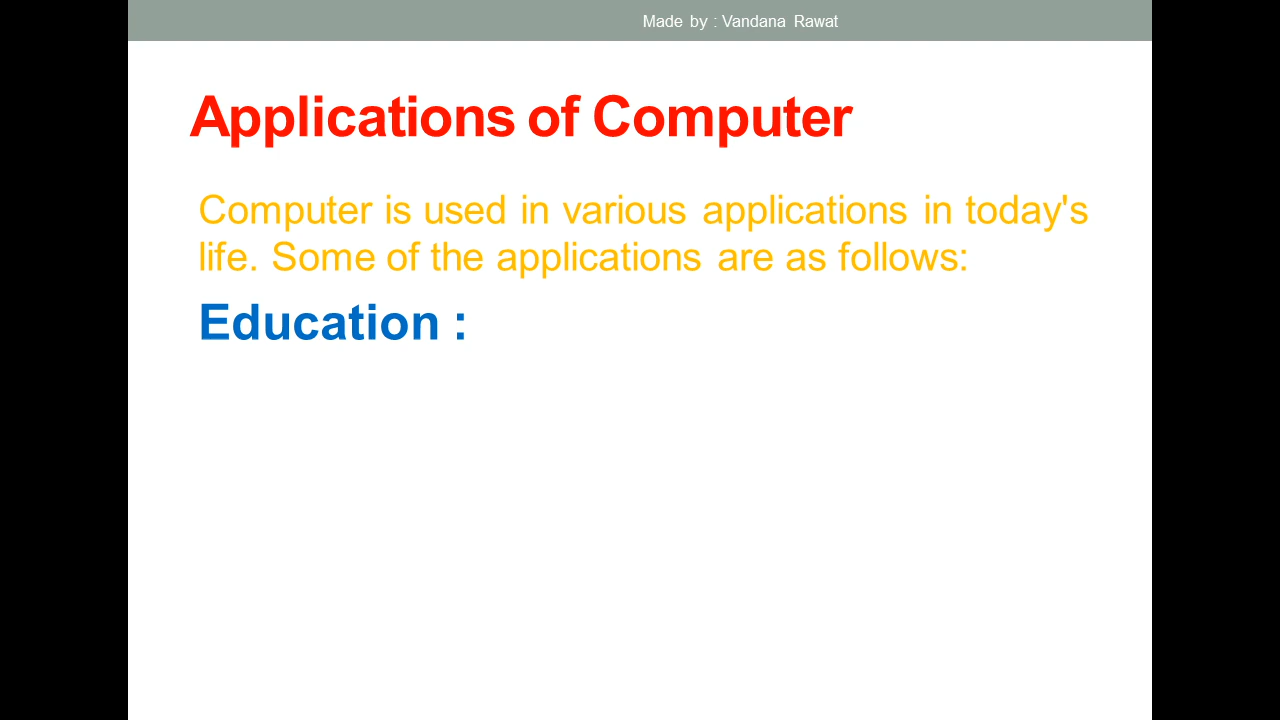 Made by : Vandana Rawat
Applications of Computer
Computer is used in various applications in today's
life. Some of the applications are as follows:
Education :